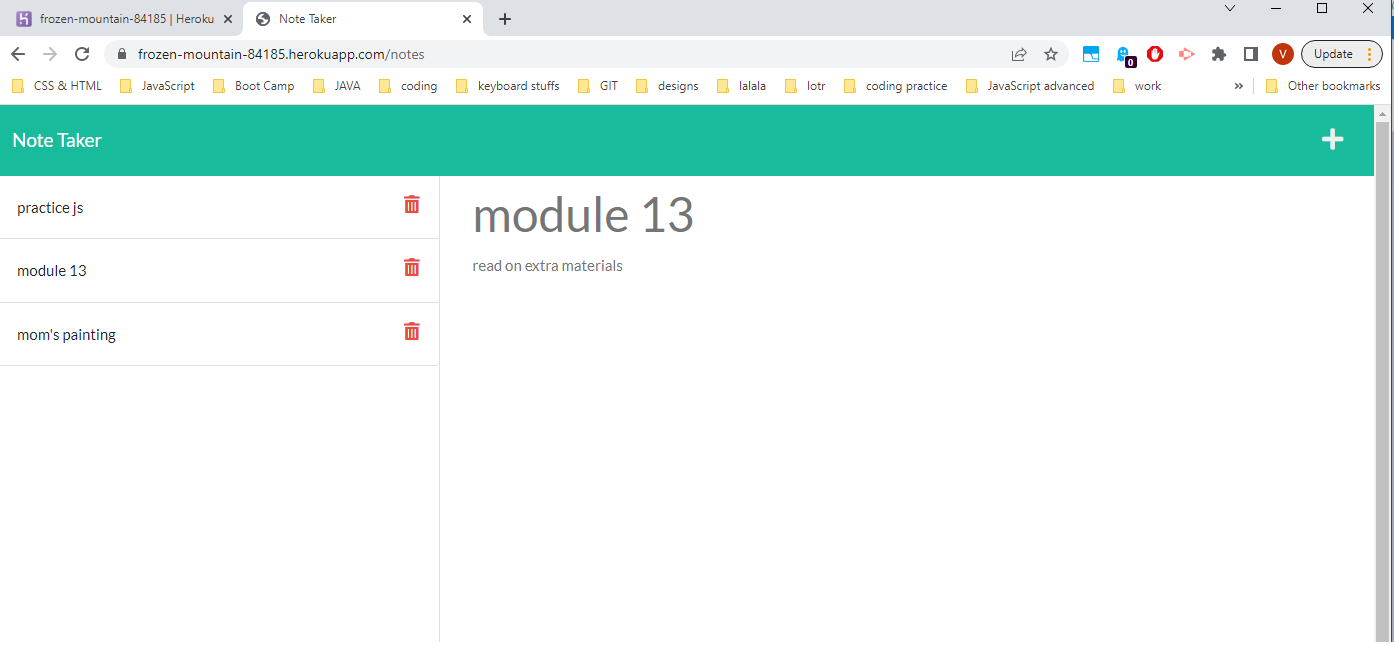 frozen-mountain-84185 | Heroku
Note Taker
frozen-mountain-84185.herokuapp.com/notes
0
V
Update
CSS & HTML
JavaScript
Boot Camp
JAVA
coding
keyboard stuffs
GIT
designs
lalala
lotr
coding practice
JavaScript advanced
work
»
Other bookmarks
Note Taker
practice js
module 13
mom's painting
module 13
read on extra materials